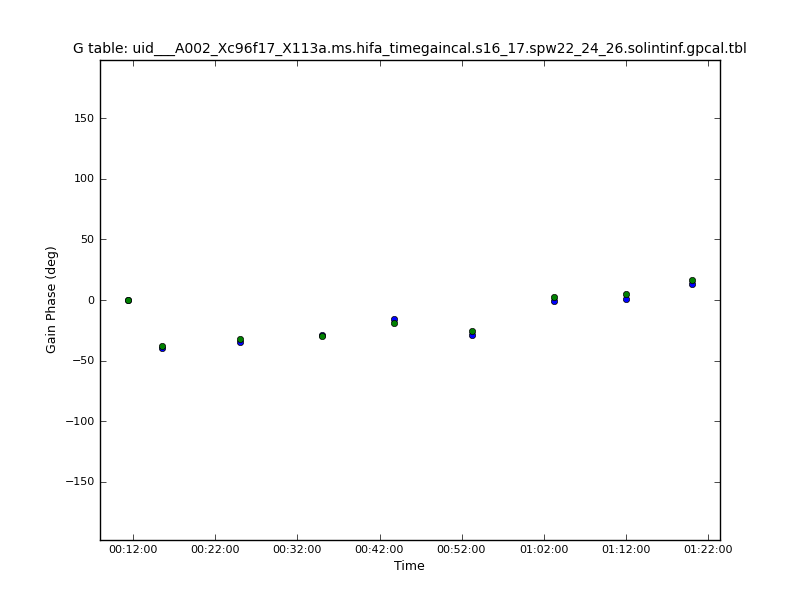 G table: uid___A002_Xc96f17_X113a.ms.hifa_timegaincal.s16_17.spw22_24_26.solintinf.gpcal.tbl
150
100
50
0
−50
−100
−150
Gain Phase (deg)
00:12:00 00:22:00 00:32:00 00:42:00 00:52:00 01:02:00 01:12:00 01:22:00
Time